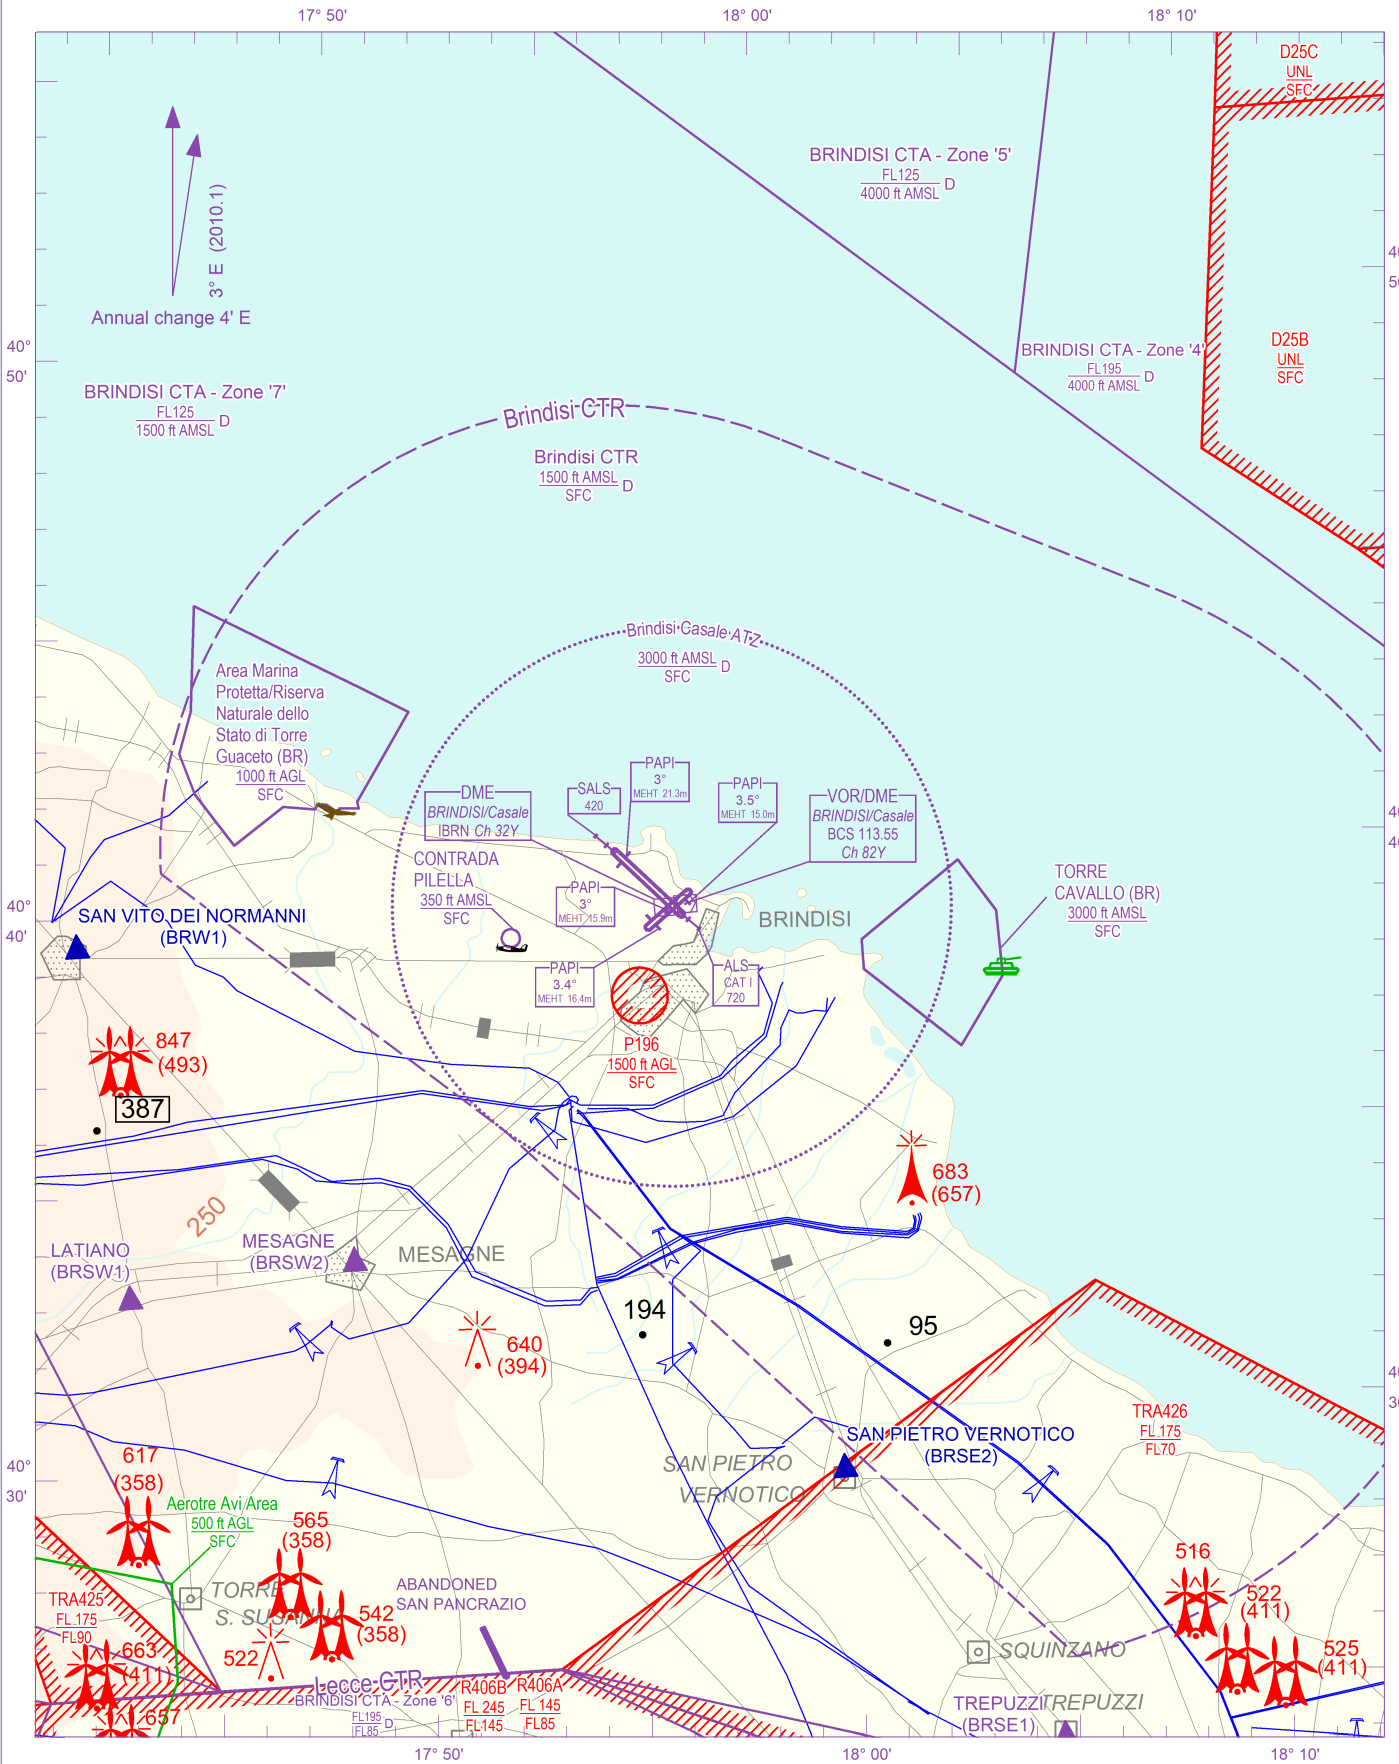 17° 50'
18° 00'
18° 10'
D25C
UNL
SFC
BRINDISI CTA - Zone '5'
FL125
4000 ft AMSL
D
3° E (2010.1)
Annual change 4' E
40°
50'
BRINDISI CTA - Zone '4'
FL195
4000 ft AMSL
D
D25B
UNL
SFC
BRINDISI CTA - Zone '7'
FL125
1500 ft AMSL
D
Brindisi CTR
Brindisi CTR
1500 ft AMSL
SFC
D
Brindisi Casale ATZ
3000 ft AMSL
SFC
D
Area Marina
Protetta/Riserva
Naturale dello
Stato di Torre
Guaceto (BR)
1000 ft AGL
SFC
DME
BRINDISI/Casale
IBRN Ch 32Y
SALS
420
PAPI
3°
MEHT 21.3m
PAPI
3.5°
MEHT 15.0m
VOR/DME
BRINDISI/Casale
BCS 113.55
Ch 82Y
CONTRADA
PILELLA
350 ft AMSL
SFC
PAPI
3°
MEHT 15.9m
BRINDISI
TORRE
CAVALLO (BR)
3000 ft AMSL
SFC
40°
40'
SAN VITO DEI NORMANNI
(BRW1)
PAPI
3.4°
MEHT 16.4m
ALS
CAT I
720
P196
1500 ft AGL
SFC
847
(493)
387
683
(657)
250
LATIANO
(BRSW1)
MESAGNE
(BRSW2)
MESAGNE
194
95
640
(394)
TRA426
FL 175
FL70
SAN PIETRO VERNOTICO
(BRSE2)
SAN PIETRO
VERNOTICO
40°
30'
617
(358)
Aerotre Avi Area
500 ft AGL
SFC
565
(358)
TORRE
S. SUSANNA
542
(358)
ABANDONED
SAN PANCRAZIO
516
522
(411)
525
(411)
TRA425
FL 175
FL90
663
(411)
522
657
SQUINZANO
Lecce CTR
BRINDISI CTA - Zone '6'
FL195
FL85
D
R406B
FL 245
FL145
R406A
FL 145
FL85
TREPUZZI
(BRSE1)
TREPUZZI
17° 50'
18° 00'
18° 10'